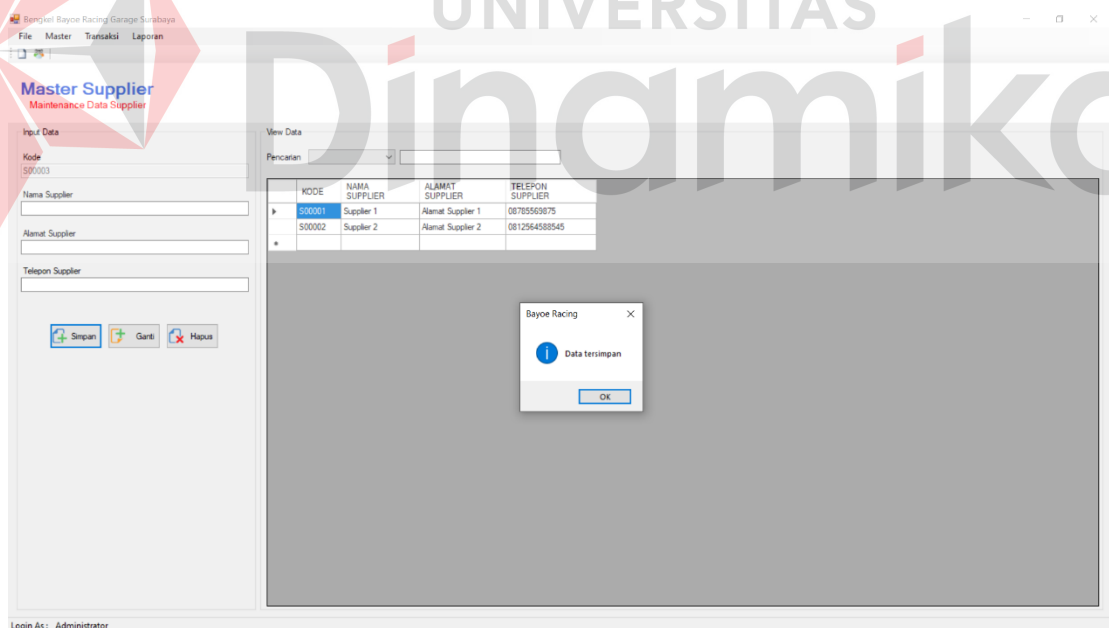 UNIVERSITAS
Dinamika
Bengkel Bayoe Racing Garage Surabaya
File Master Transaksi Laporan
Master Supplier
Maintenance Data Supplier
Input Data
Kode
S00003
Nama Supplier
Alamat Supplier
Telepon Supplier
Simpan Ganti Hapus
View Data
Pencarian
KODE NAMA SUPPLIER ALAMAT SUPPLIER TELEPON SUPPLIER
S00001 Supplier 1 Alamat Supplier 1 08785569875
S00002 Supplier 2 Alamat Supplier 2 0812564588545
Bayoe Racing
Data tersimpan
OK
Login As : Administrator